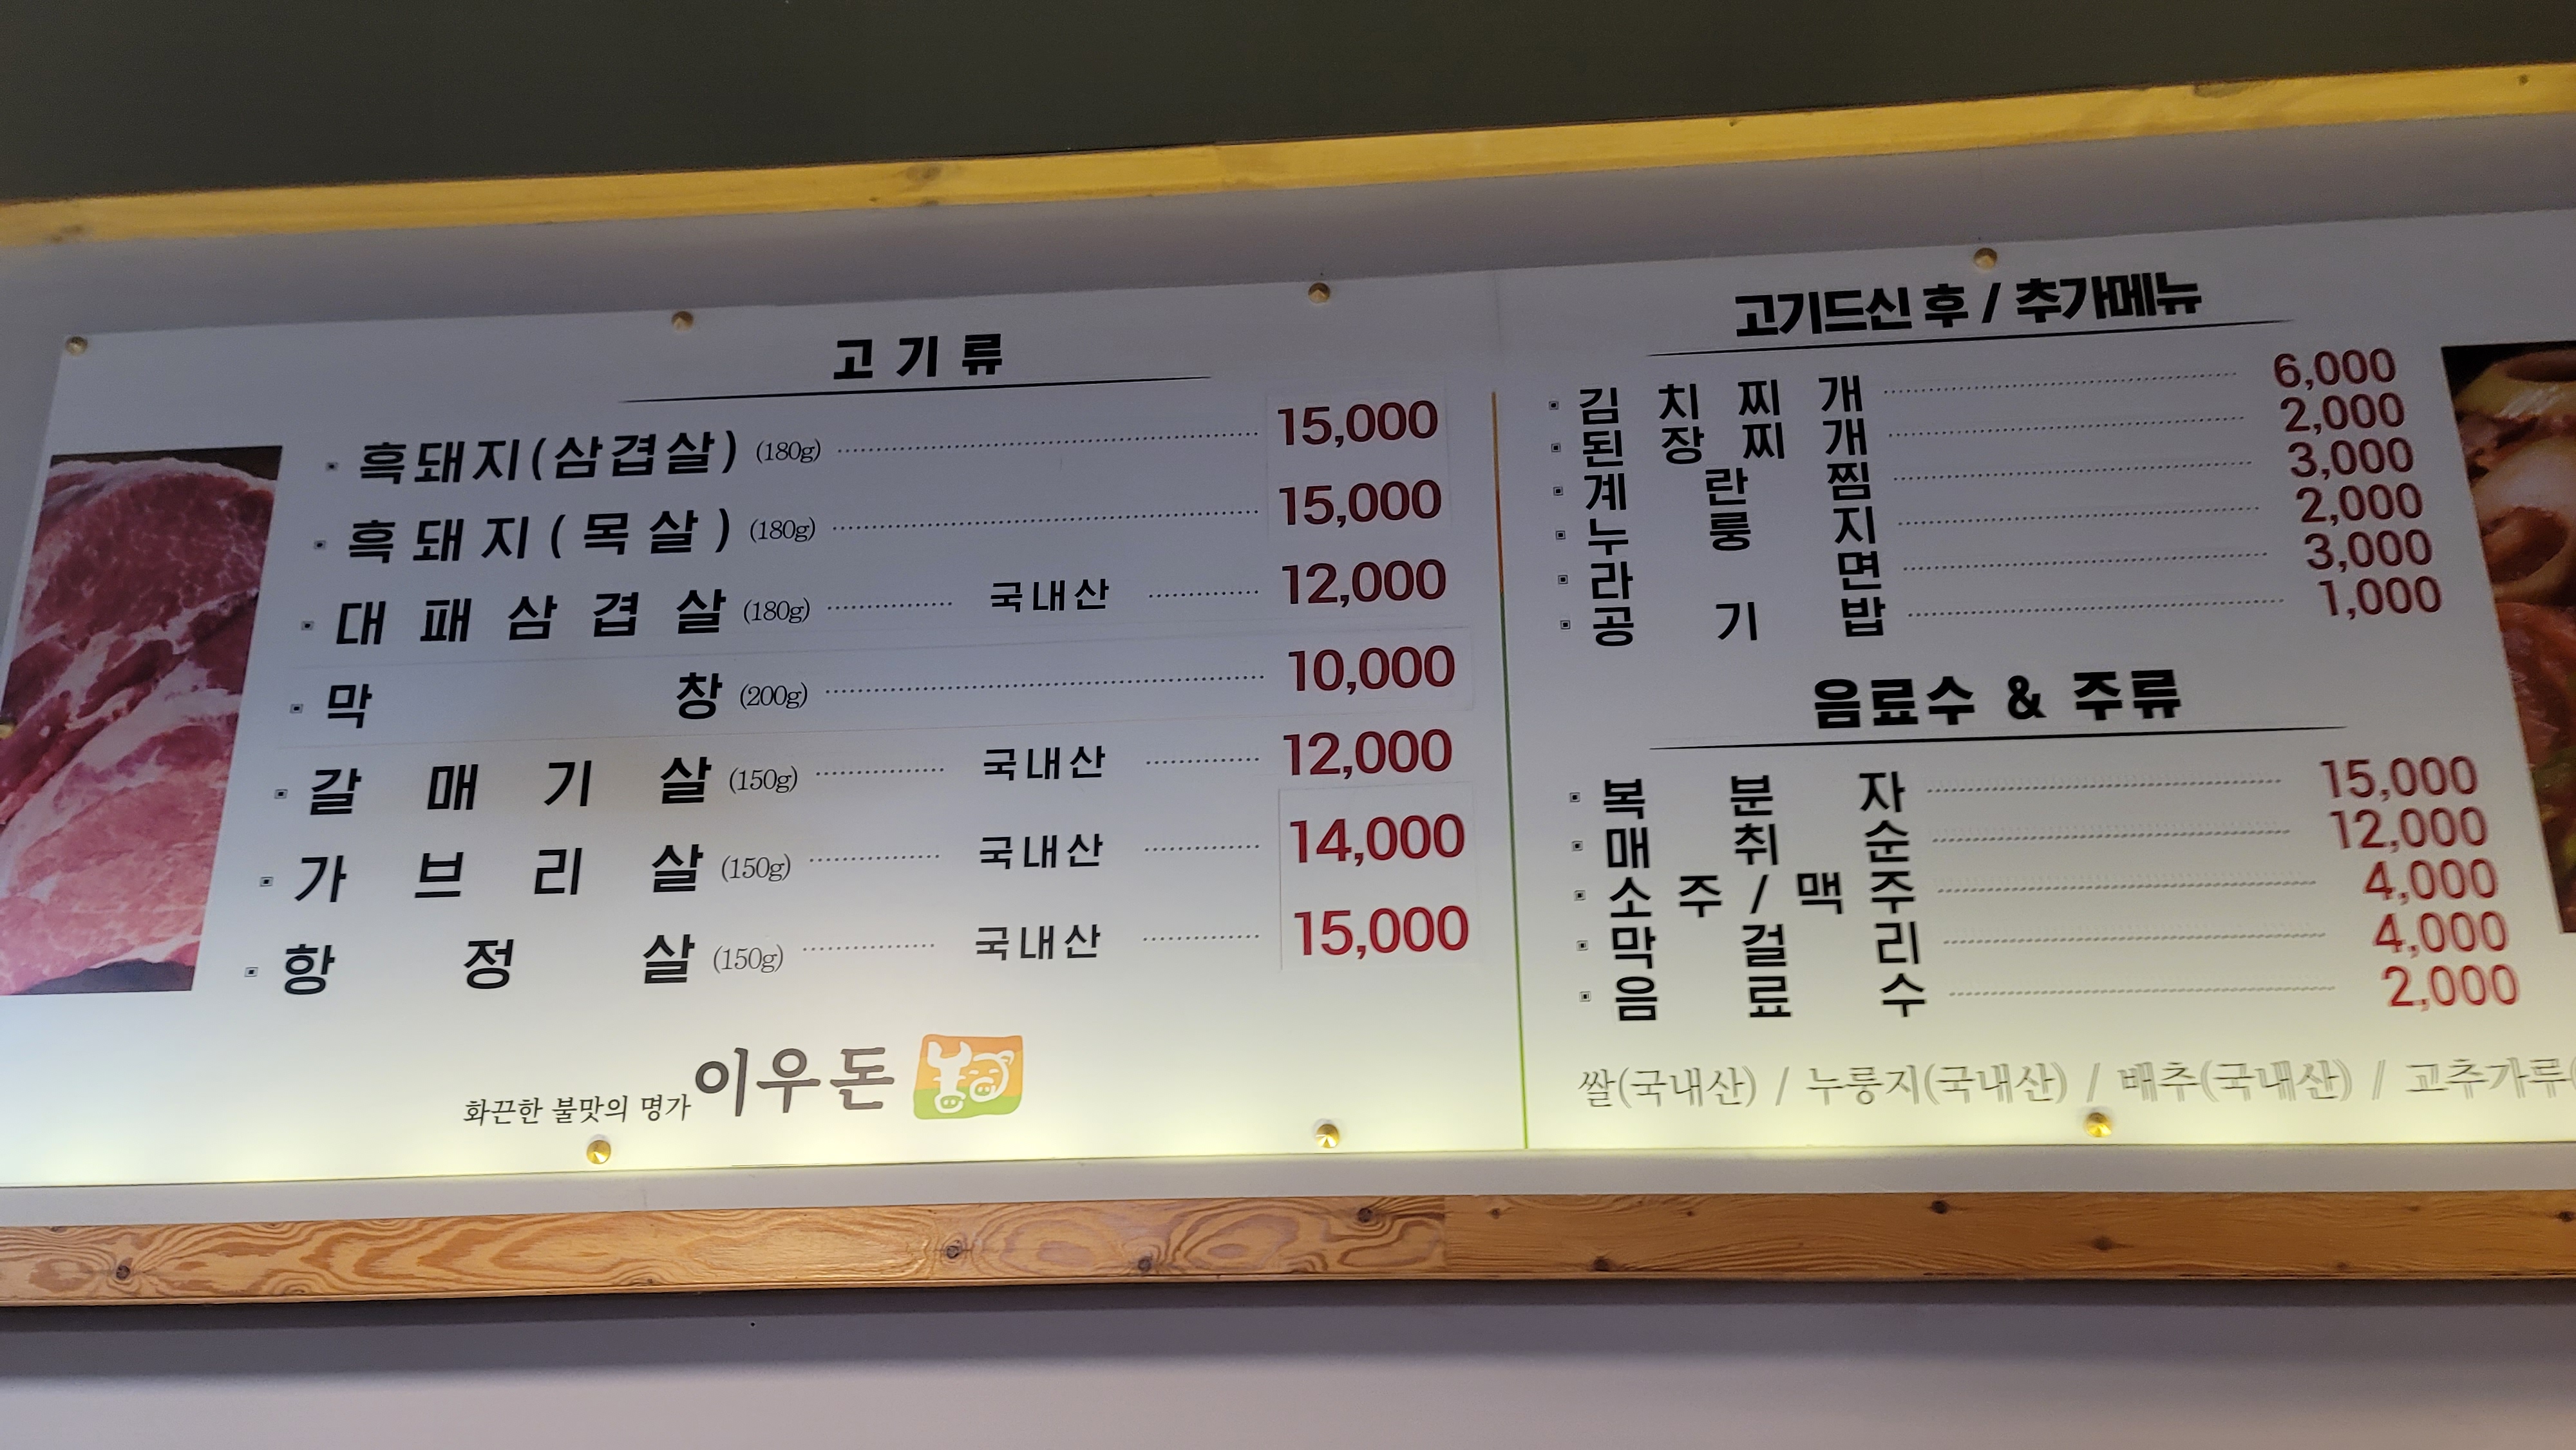 고기류
흑돼지(삼겹살) (180g) 15,000
흑돼지(목살) (180g) 15,000
대패삼겹살 (180g) 국내산 12,000
막창 (200g) 10,000
갈매기살 (150g) 국내산 12,000
가브리살 (150g) 국내산 14,000
항정살 (150g) 국내산 15,000
화끈한 불맛의 명가 이우돈
고기드신 후 / 추가메뉴
김치찌개 6,000
된장찌개 2,000
계란찜 3,000
누룽지 2,000
라면 3,000
공기밥 1,000
음료수 & 주류
복분자 15,000
매취순 12,000
소주/맥주 4,000
막걸리 4,000
음료수 2,000
쌀(국내산) / 누룽지(국내산) / 배추(국내산) / 고추가루(